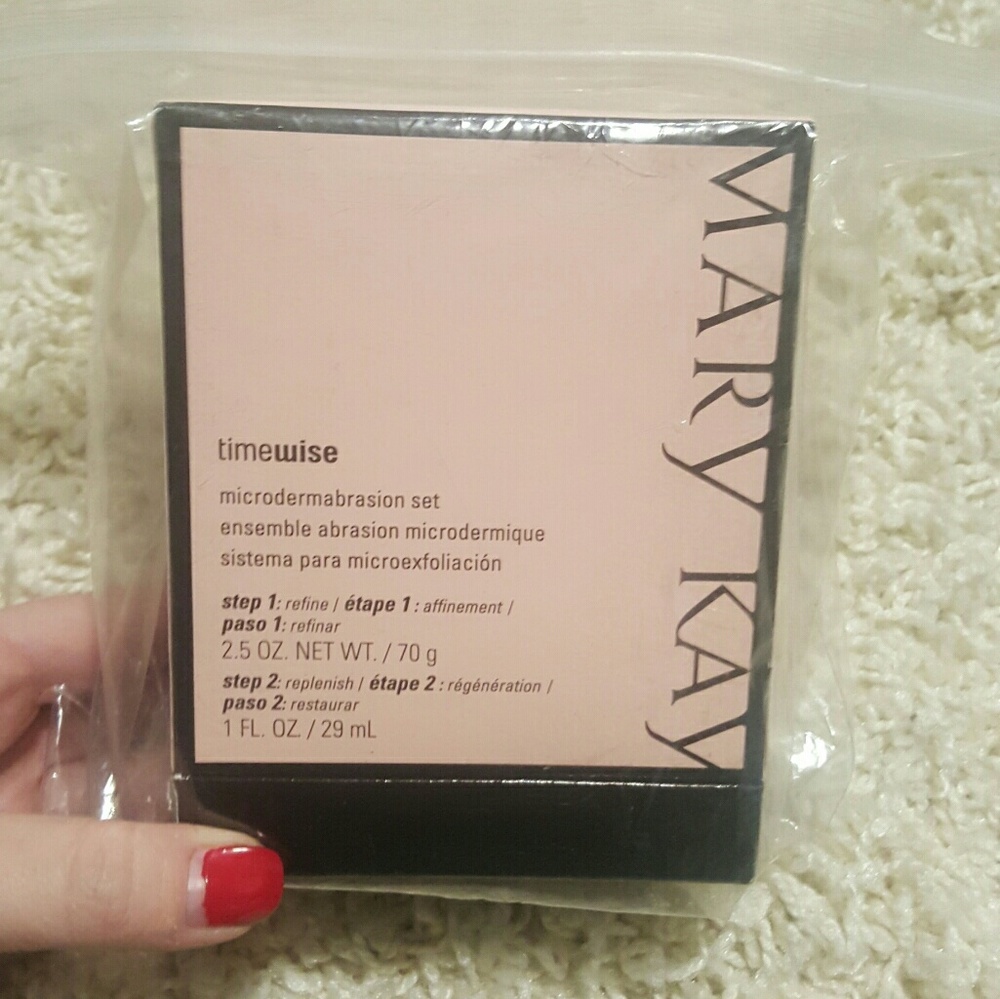 MARY KAY
timewise
microdermabrasion set
ensemble abrasion microdermique
sistema para microexfoliación
step 1: refine / étape 1 : affinement /
paso 1: refinar
2.5 OZ. NET WT. / 70 g
step 2: replenish / étape 2 : régénération /
paso 2: restaurar
1 FL. OZ. / 29 mL